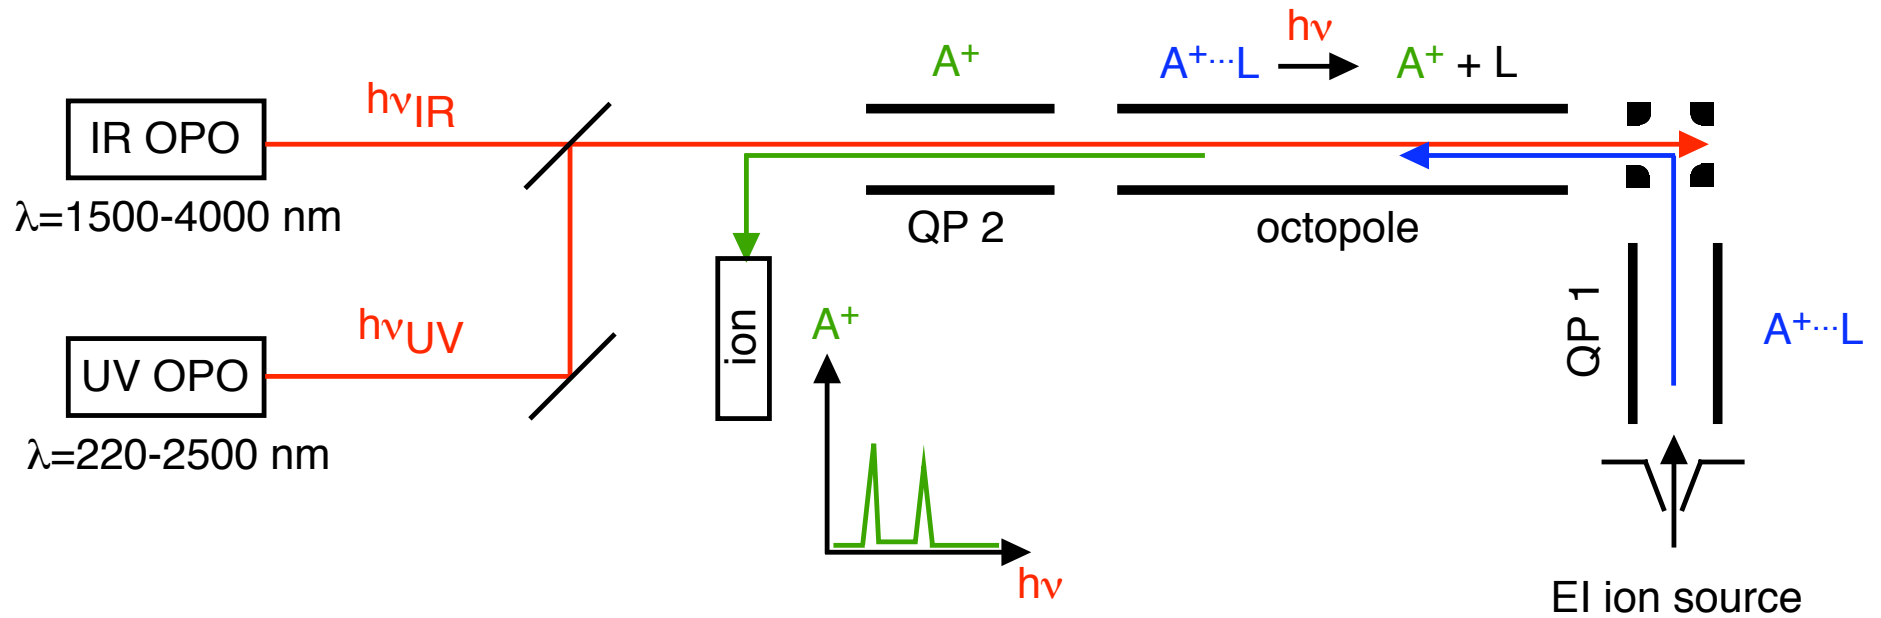 hν
A⁺
A⁺···L
A⁺ + L
hνIR
IR OPO
λ=1500-4000 nm
QP 2
octopole
hνUV
UV OPO
λ=220-2500 nm
ion
A⁺
hν
QP 1
A⁺···L
EI ion source